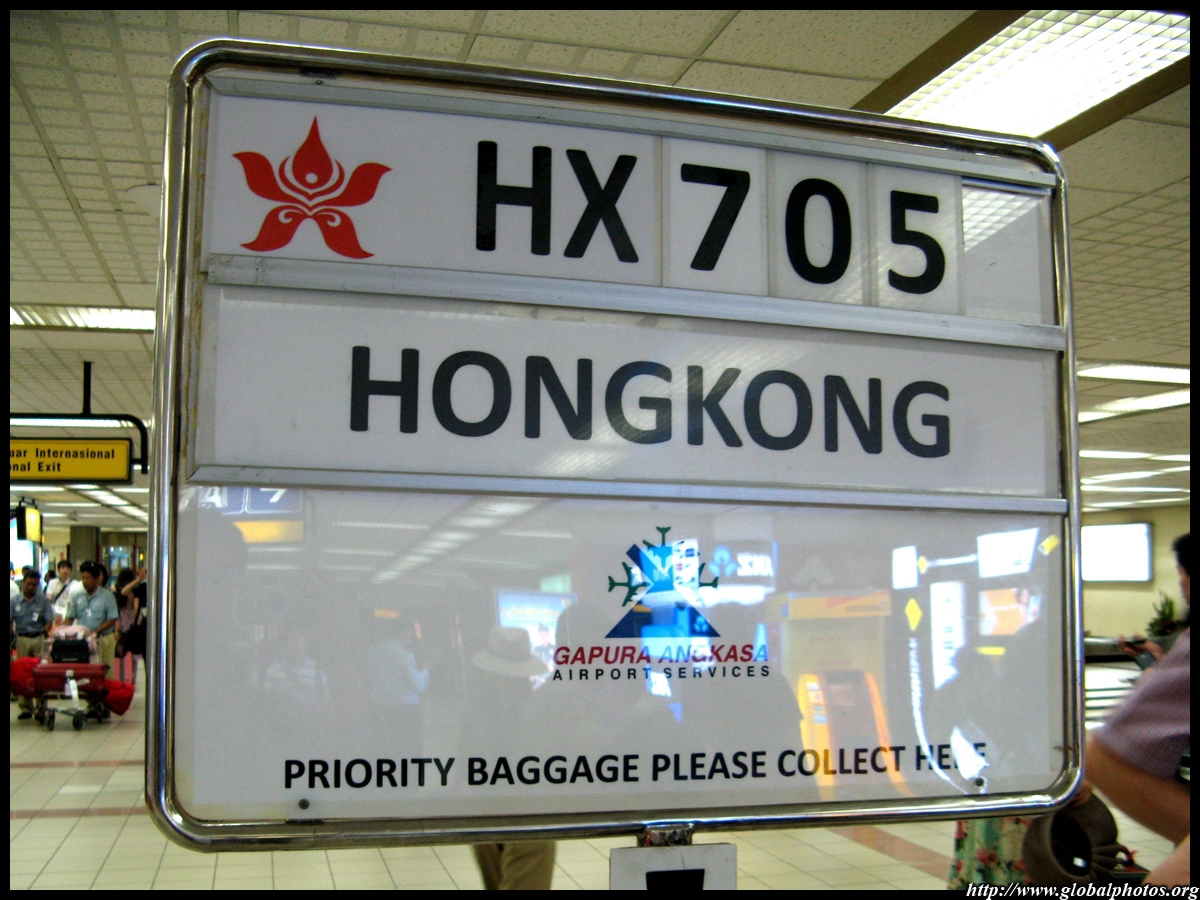 HX 705
HONGKONG
uar Internasional
nal Exit
GAPURA ANGKASA
AIRPORT SERVICES
PRIORITY BAGGAGE PLEASE COLLECT HERE
http://www.globalphotos.org